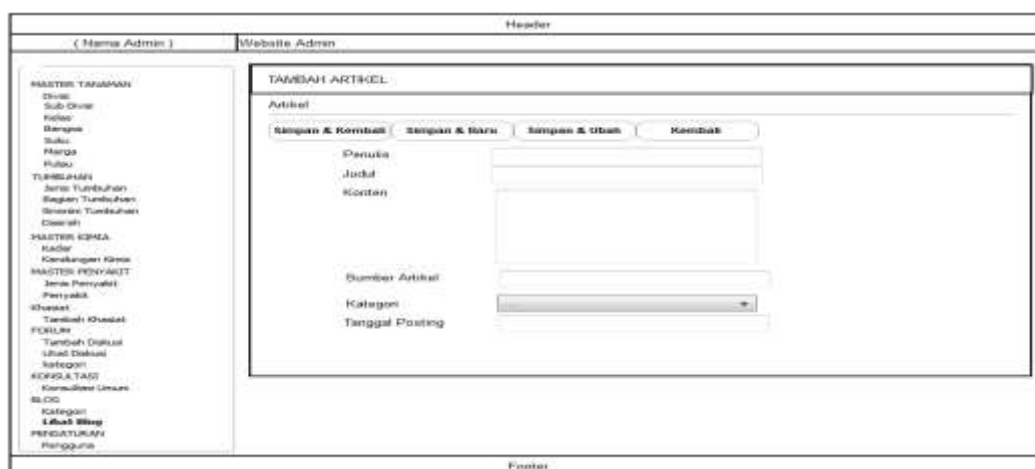 Header
( Nama Admin )
Website Admin
MASTER TANAMAN
Divisi
Sub Divisi
Kelas
Bangsa
Suku
Marga
Pulau
TUMBUHAN
Jenis Tumbuhan
Bagian Tumbuhan
Sinonim Tumbuhan
Daerah
MASTER KIMIA
Kadar
Kandungan Kimia
MASTER PENYAKIT
Jenis Penyakit
Penyakit
Khasiat
Tambah Khasiat
FORUM
Tambah Diskusi
Lihat Diskusi
kategori
KONSULTASI
Konsultasi Umum
BLOG
Kategori
Lihat Blog
PENGATURAN
Pengguna
TAMBAH ARTIKEL
Artikel
Simpan & Kembali
Simpan & Baru
Simpan & Ubah
Kembali
Penulis
Judul
Konten
Sumber Artikel
Kategori
Tanggal Posting
Footer